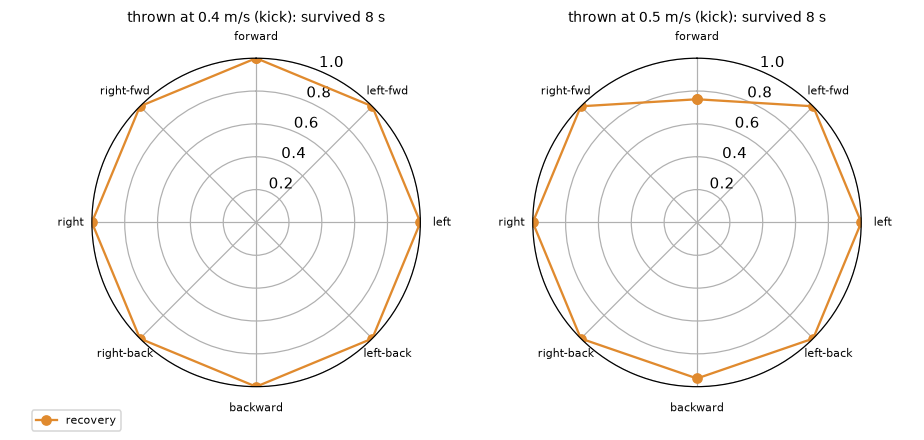 thrown at 0.4 m/s (kick): survived 8 s
forward
1.0
right-fwd
0.8
left-fwd
0.6
0.4
0.2
right
left
right-back
left-back
backward
recovery
thrown at 0.5 m/s (kick): survived 8 s
forward
1.0
right-fwd
0.8
left-fwd
0.6
0.4
0.2
right
left
right-back
left-back
backward